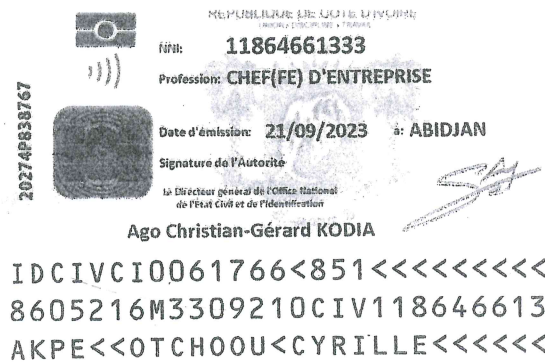 REPUBLIQUE DE COTE D'IVOIRE
NNI: 11864661333
Profession: CHEF(FE) D'ENTREPRISE
20274P838767
Date d'émission: 21/09/2023 à: ABIDJAN
Signature de l'Autorité
Le Directeur général de l'Office National
de l'État Civil et de l'Identification
Ago Christian-Gérard KODIA
IDCIVCI0061766<851<<<<<<<<<
8605216M3309210CIV118646613
AKPE<<OTCHOOU<CYRILLE<<<<<<